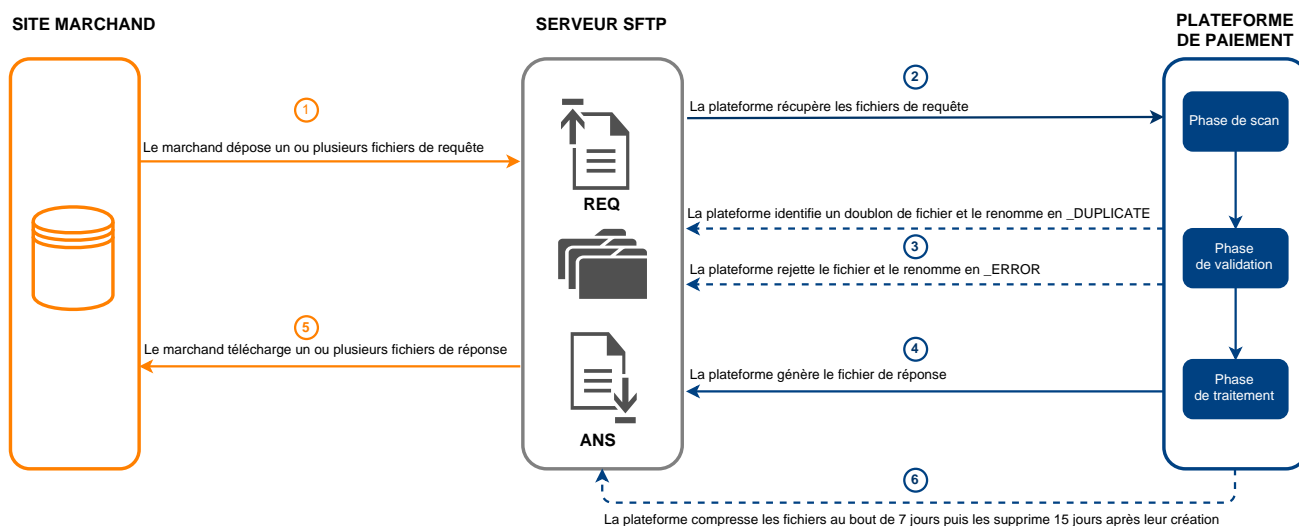 SITE MARCHAND
SERVEUR SFTP
PLATEFORME
DE PAIEMENT
1
Le marchand dépose un ou plusieurs fichiers de requête
REQ
2
La plateforme récupère les fichiers de requête
Phase de scan
La plateforme identifie un doublon de fichier et le renomme en _DUPLICATE
3
La plateforme rejette le fichier et le renomme en _ERROR
Phase
de validation
4
La plateforme génère le fichier de réponse
Phase
de traitement
5
Le marchand télécharge un ou plusieurs fichiers de réponse
ANS
6
La plateforme compresse les fichiers au bout de 7 jours puis les supprime 15 jours après leur création